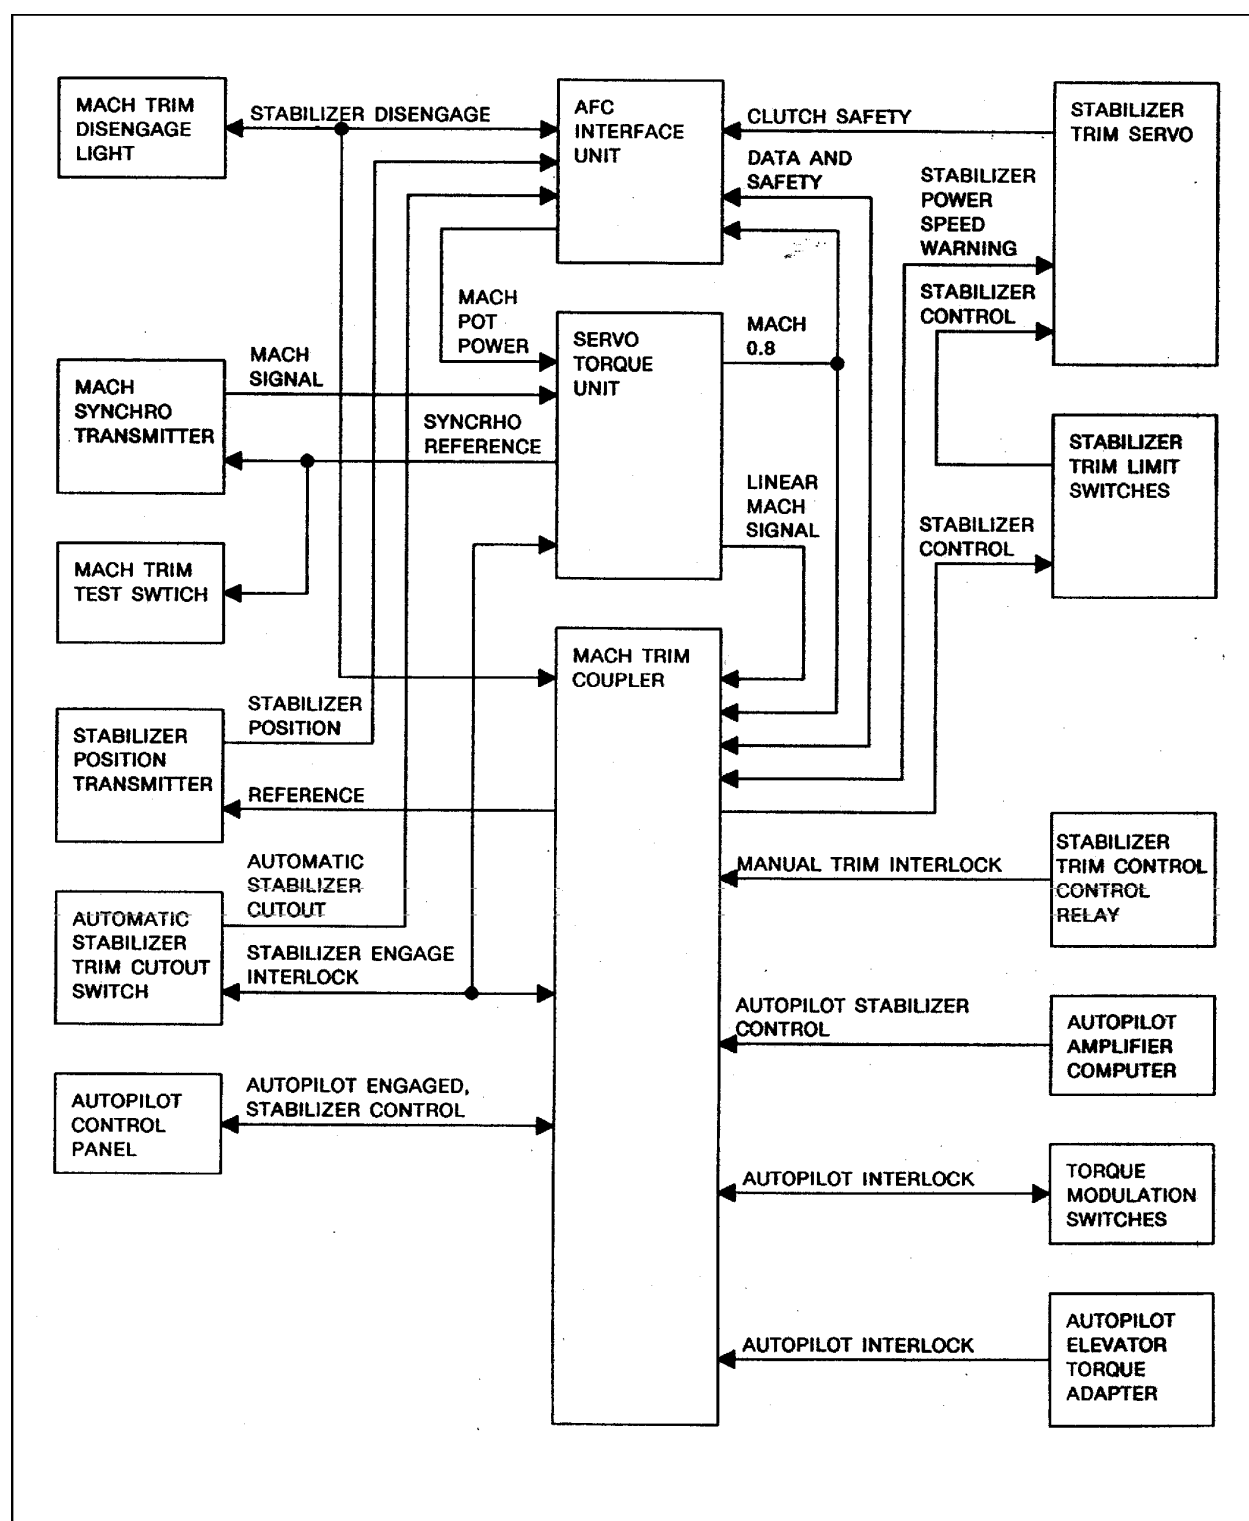 MACH TRIM
DISENGAGE
LIGHT
STABILIZER DISENGAGE
AFC
INTERFACE
UNIT
CLUTCH SAFETY
DATA AND
SAFETY
STABILIZER
TRIM SERVO
STABILIZER
POWER
SPEED
WARNING
STABILIZER
CONTROL
MACH
POT
POWER
SERVO
TORQUE
UNIT
MACH
0.8
MACH
SIGNAL
MACH
SYNCHRO
TRANSMITTER
SYNCRHO
REFERENCE
LINEAR
MACH
SIGNAL
STABILIZER
TRIM LIMIT
SWITCHES
STABILIZER
CONTROL
MACH TRIM
TEST SWTICH
MACH TRIM
COUPLER
STABILIZER
POSITION
STABILIZER
POSITION
TRANSMITTER
REFERENCE
AUTOMATIC
STABILIZER
CUTOUT
MANUAL TRIM INTERLOCK
STABILIZER
TRIM CONTROL
CONTROL
RELAY
AUTOMATIC
STABILIZER
TRIM CUTOUT
SWITCH
STABILIZER ENGAGE
INTERLOCK
AUTOPILOT STABILIZER
CONTROL
AUTOPILOT
AMPLIFIER
COMPUTER
AUTOPILOT
CONTROL
PANEL
AUTOPILOT ENGAGED,
STABILIZER CONTROL
AUTOPILOT INTERLOCK
TORQUE
MODULATION
SWITCHES
AUTOPILOT INTERLOCK
AUTOPILOT
ELEVATOR
TORQUE
ADAPTER